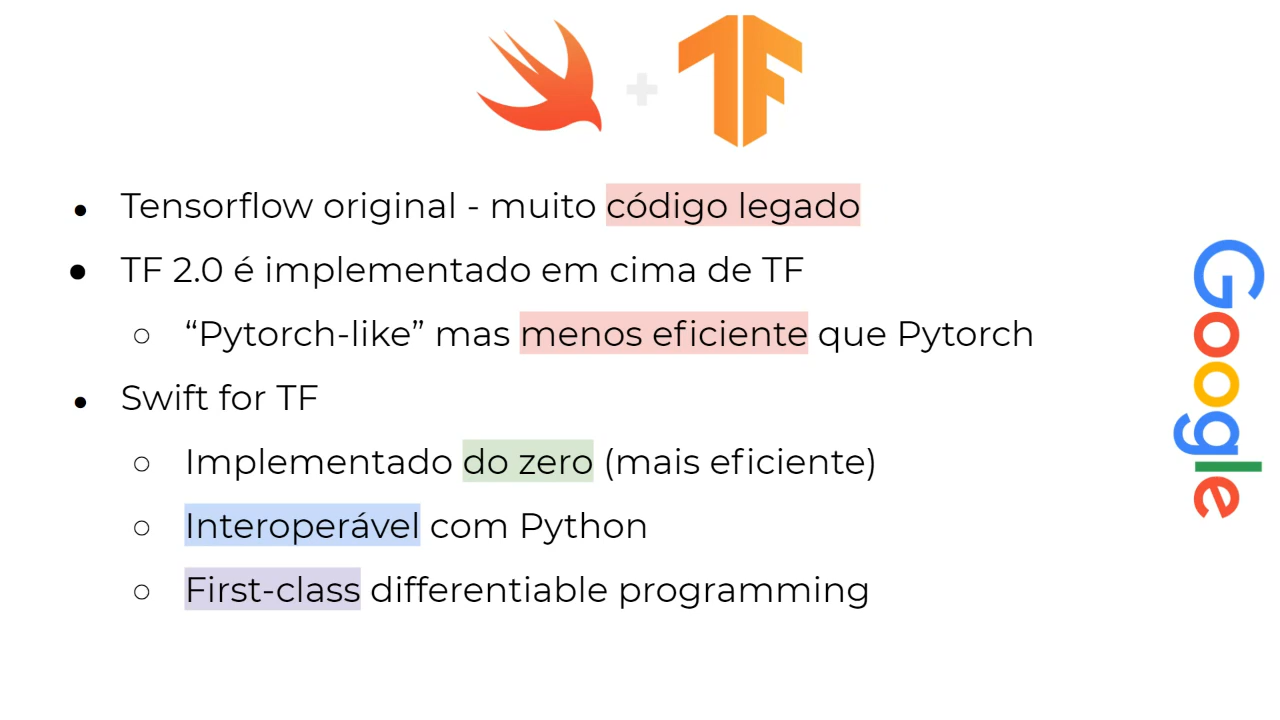 ● Tensorflow original - muito código legado
● TF 2.0 é implementado em cima de TF
○ “Pytorch-like” mas menos eficiente que Pytorch
● Swift for TF
○ Implementado do zero (mais eficiente)
○ Interoperável com Python
○ First-class differentiable programming
Google